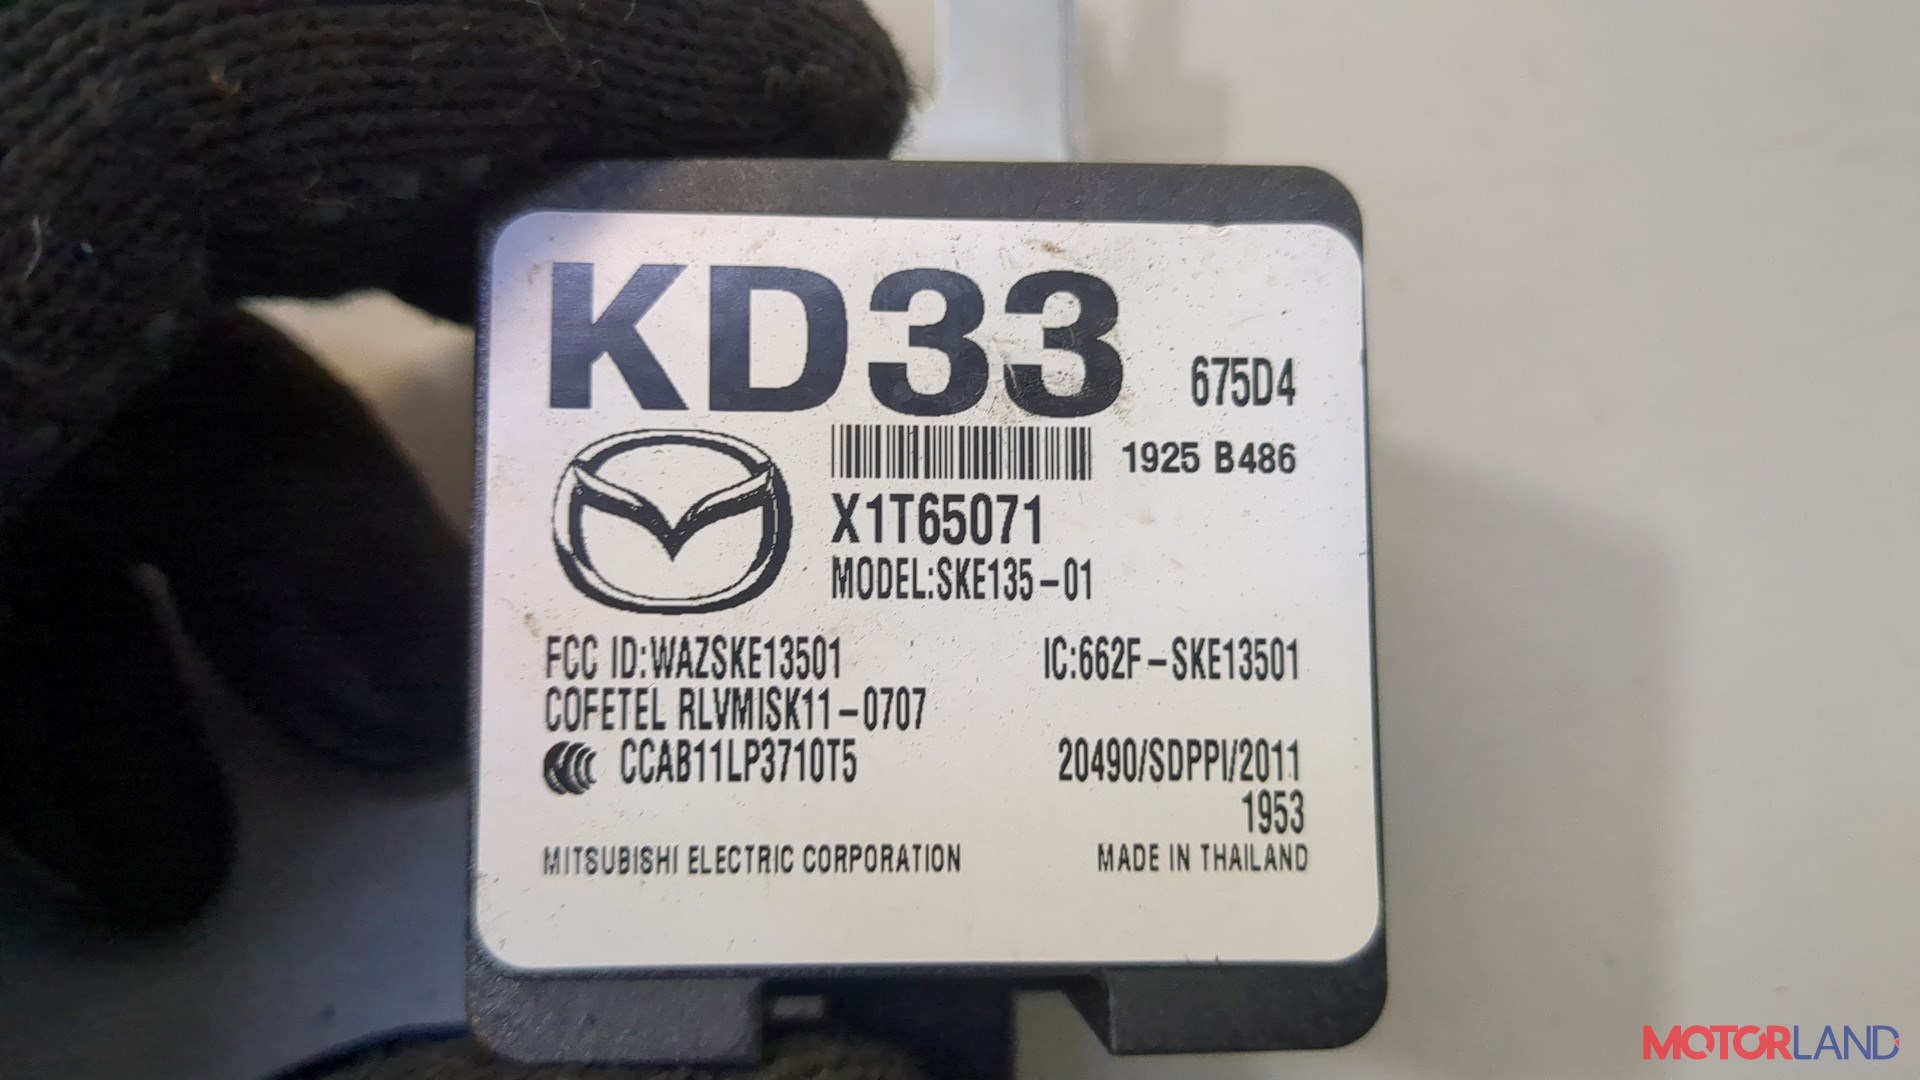 KD33
675D4
1925 B486
X1T65071
MODEL:SKE135-01
FCC ID:WAZSKE13501 IC:662F-SKE13501
COFETEL RLVMISK11-0707
CCAB11LP3710T5 20490/SDPPI/2011
1953
MITSUBISHI ELECTRIC CORPORATION MADE IN THAILAND
MOTORLAND